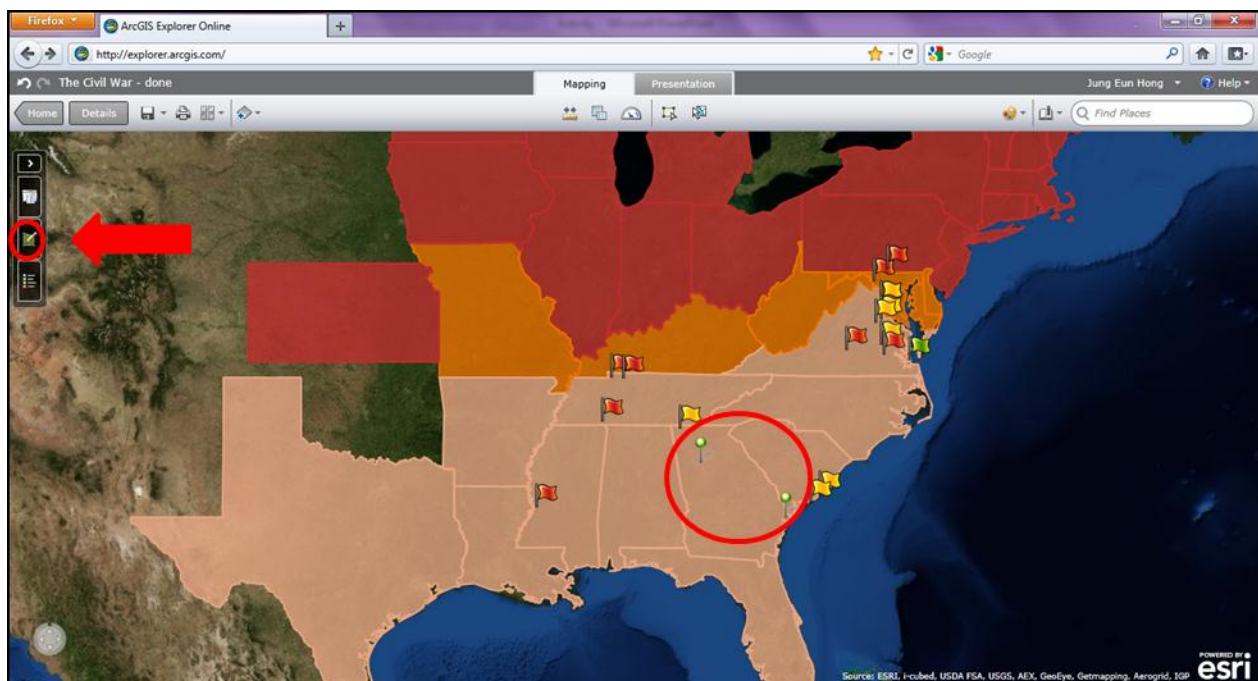 Firefox
ArcGIS Explorer Online
+
http://explorer.arcgis.com/
Google
The Civil War - done
Mapping
Presentation
Jung Eun Hong
? Help
Home
Details
Find Places
Source: ESRI, i-cubed, USDA FSA, USGS, AEX, GeoEye, Getmapping, Aerogrid, IGP
POWERED BY
esri